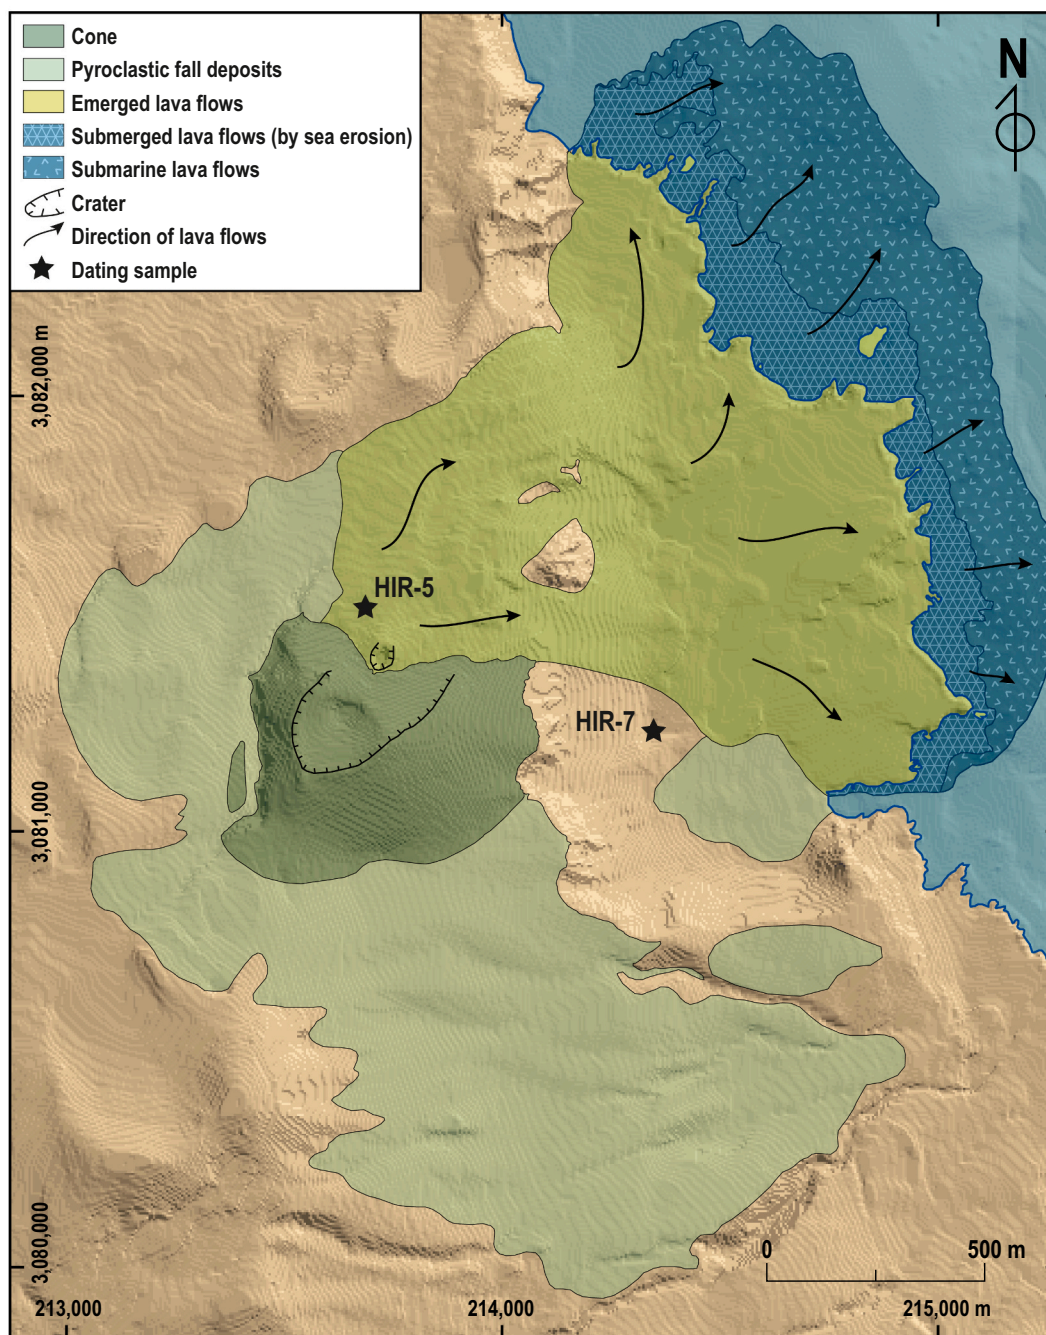 Cone
Pyroclastic fall deposits
Emerged lava flows
Submerged lava flows (by sea erosion)
Submarine lava flows
Crater
Direction of lava flows
Dating sample
N
3,082,000 m
HIR-5
HIR-7
3,081,000
3,080,000
0 500 m
213,000
214,000
215,000 m